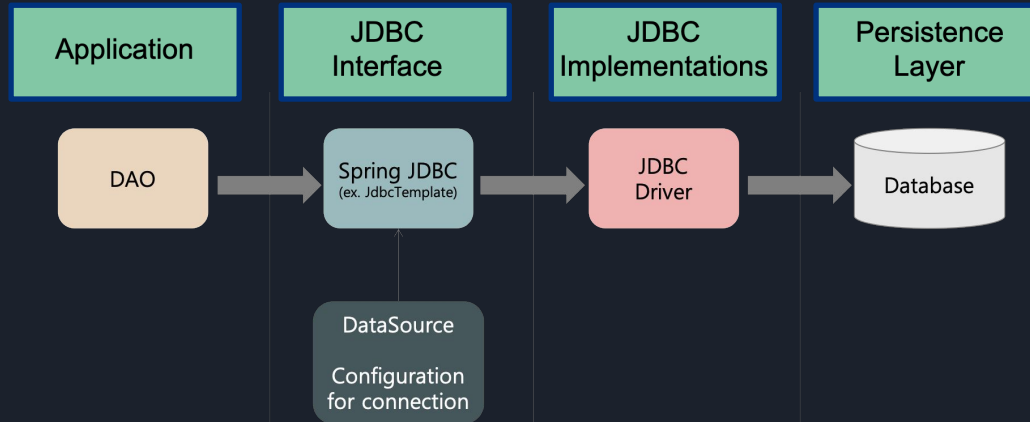 Application
JDBC
Interface
JDBC
Implementations
Persistence
Layer
DAO
Spring JDBC
(ex. JdbcTemplate)
JDBC
Driver
Database
DataSource
Configuration
for connection